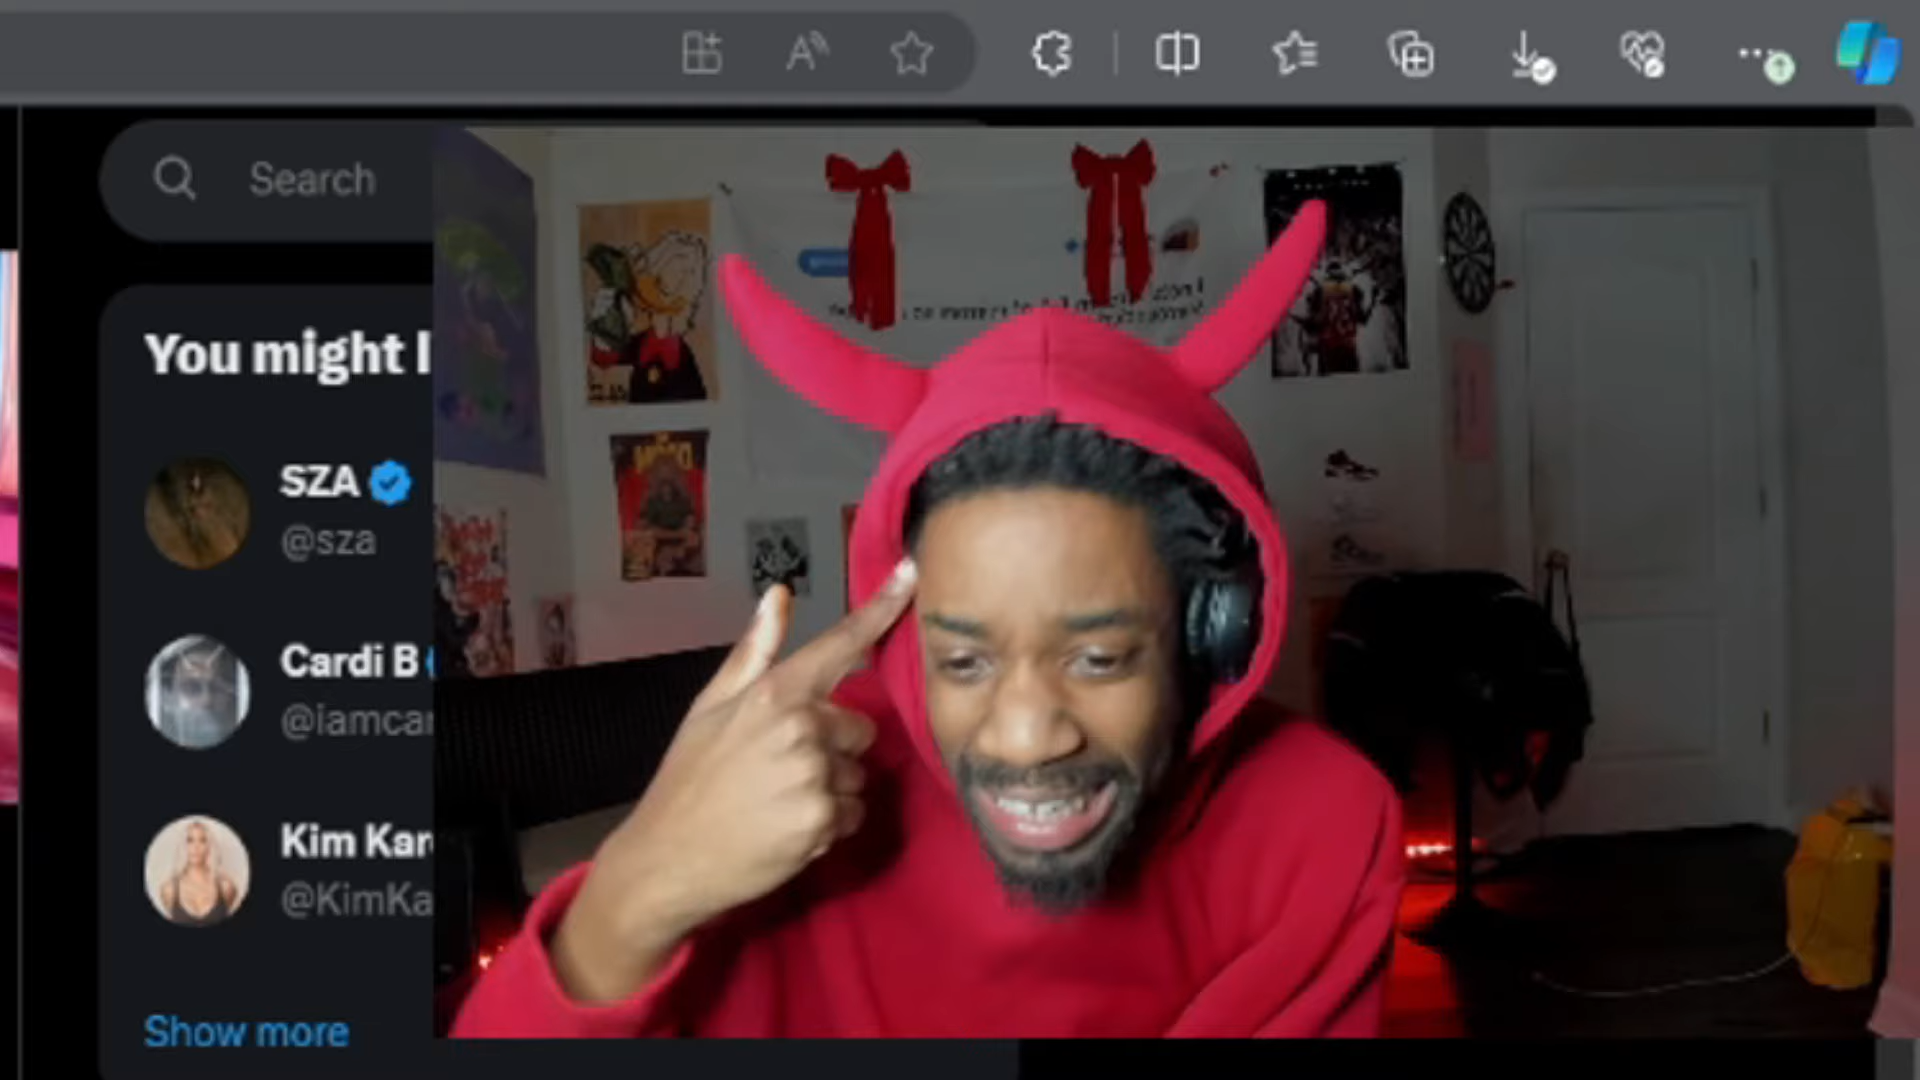 Search
You might l
SZA
@sza
Cardi B
@iamcar
Kim Kar
@KimKa
Show more